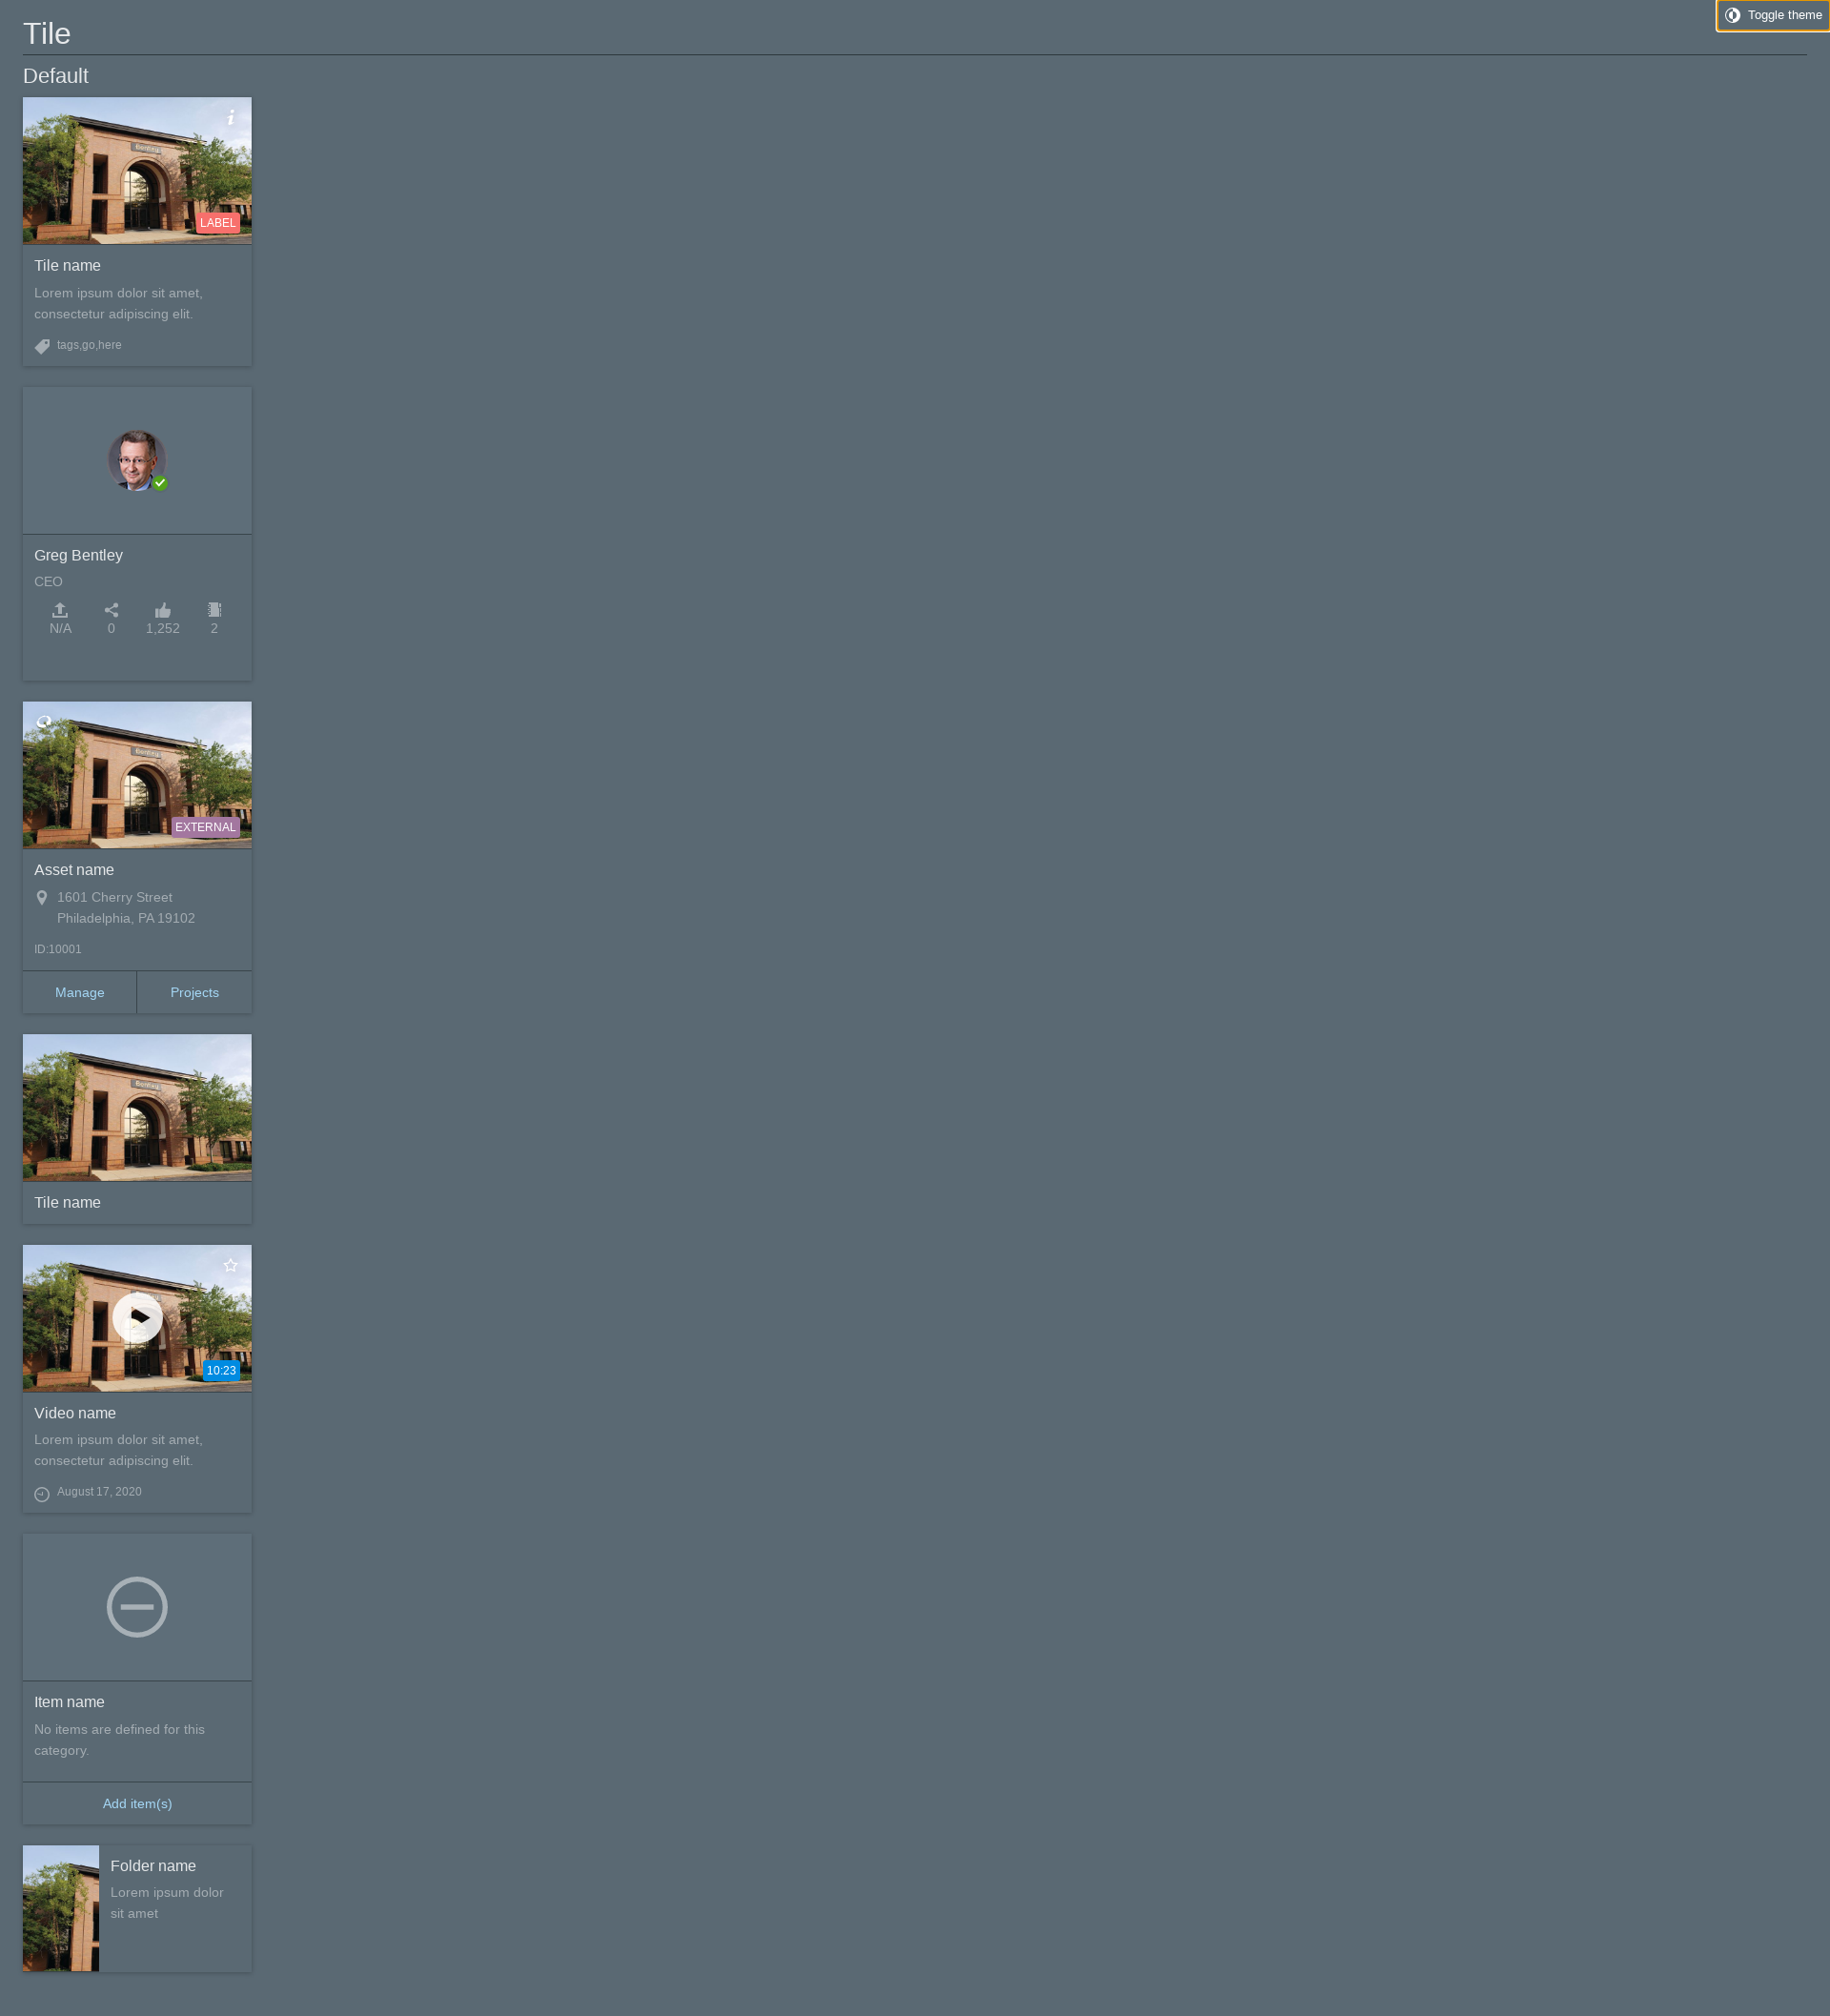 Toggle theme
Tile
Default
Bentley
LABEL
Tile name
Lorem ipsum dolor sit amet,
consectetur adipiscing elit.
tags,go,here
Greg Bentley
CEO
N/A 0 1,252 2
Bentley
EXTERNAL
Asset name
1601 Cherry Street
Philadelphia, PA 19102
ID:10001
Manage Projects
Bentley
Tile name
10:23
Video name
Lorem ipsum dolor sit amet,
consectetur adipiscing elit.
August 17, 2020
Item name
No items are defined for this
category.
Add item(s)
Folder name
Lorem ipsum dolor
sit amet